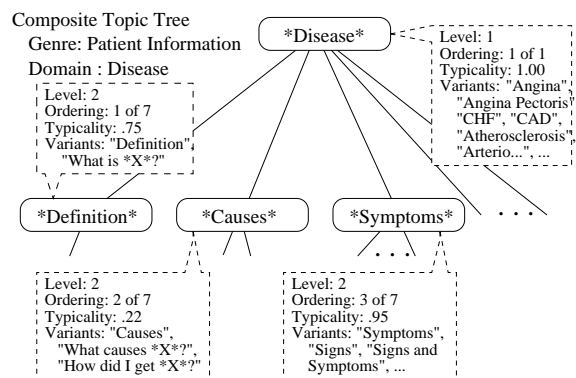 Composite Topic Tree
Genre: Patient Information
Domain : Disease
*Disease*
Level: 1
Ordering: 1 of 1
Typicality: 1.00
Variants: "Angina",
"Angina Pectoris"
"CHF", "CAD",
"Atherosclerosis",
"Arterio...", ...
Level: 2
Ordering: 1 of 7
Typicality: .75
Variants: "Definition",
"What is *X*?"
*Definition*
*Causes*
*Symptoms*
. . .
. . .
Level: 2
Ordering: 2 of 7
Typicality: .22
Variants: "Causes",
"What causes *X*?",
"How did I get *X*?"
Level: 2
Ordering: 3 of 7
Typicality: .95
Variants: "Symptoms",
"Signs", "Signs and
Symptoms", ...